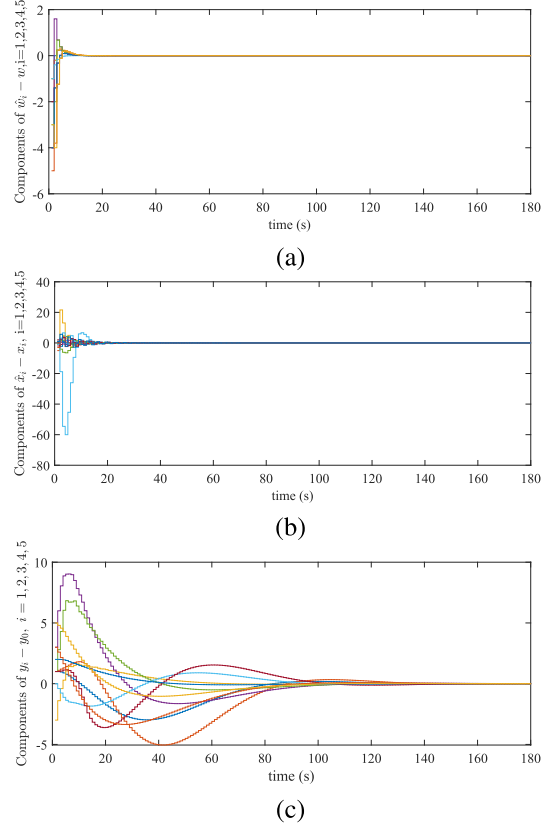 Components of ŵᵢ − w,i=1,2,3,4,5
2
0
-2
-4
-6
0 20 40 60 80 100 120 140 160 180
time (s)
(a)
Components of x̂ᵢ − xᵢ, i=1,2,3,4,5
40
20
0
-20
-40
-60
-80
0 20 40 60 80 100 120 140 160 180
time (s)
(b)
Components of yᵢ − y₀, i = 1, 2, 3, 4, 5
10
5
0
-5
0 20 40 60 80 100 120 140 160 180
time (s)
(c)